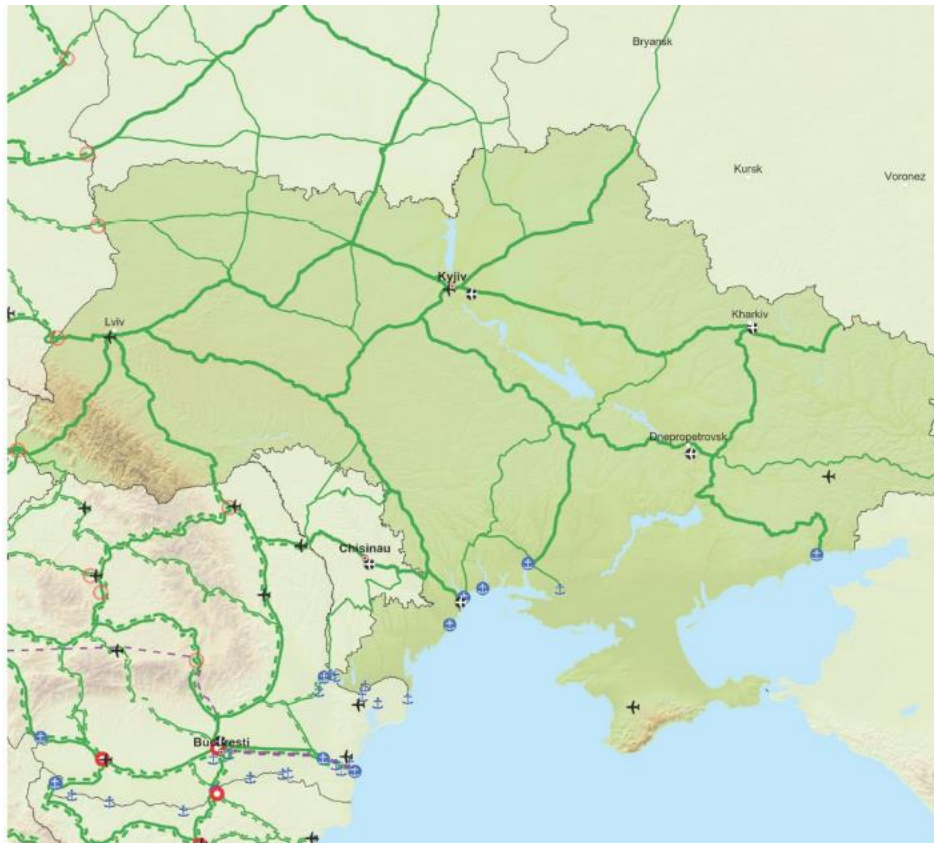 Bryansk
Kursk
Voronez
Kyjiv
Lviv
Kharkiv
Dnepropetrovsk
Chisinau
Bucuresti